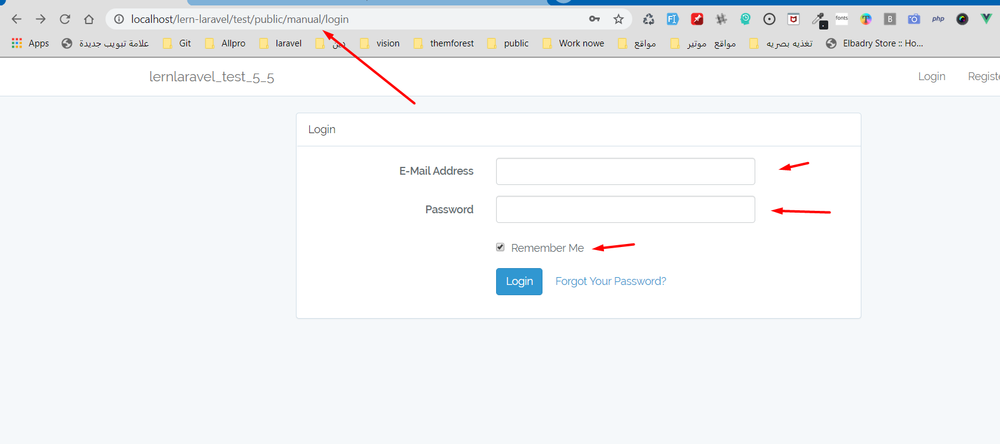 localhost/lern-laravel/test/public/manual/login
fonts B php
Apps علامة تبويب جديدة Git Allpro laravel دين vision themforest public Work nowe مواقع مواقع موتير تغذيه بصريه Elbadry Store :: Ho...
lernlaravel_test_5_5 Login Registe
Login
E-Mail Address
Password
Remember Me
Login Forgot Your Password?